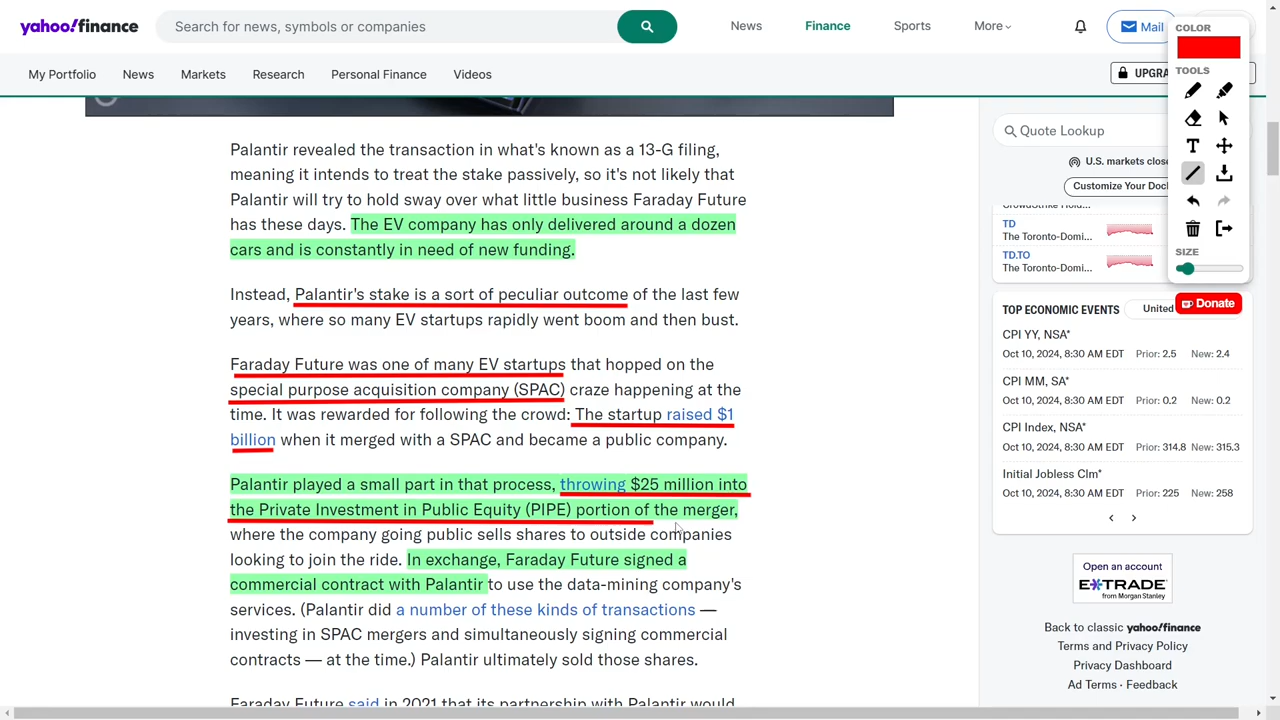 yahoo!finance
Search for news, symbols or companies
News
Finance
Sports
More
Mail
My Portfolio
News
Markets
Research
Personal Finance
Videos
UPGRA
COLOR
TOOLS
T
SIZE
Donate
Palantir revealed the transaction in what's known as a 13-G filing,
meaning it intends to treat the stake passively, so it's not likely that
Palantir will try to hold sway over what little business Faraday Future
has these days. The EV company has only delivered around a dozen
cars and is constantly in need of new funding.
Instead, Palantir's stake is a sort of peculiar outcome of the last few
years, where so many EV startups rapidly went boom and then bust.
Faraday Future was one of many EV startups that hopped on the
special purpose acquisition company (SPAC) craze happening at the
time. It was rewarded for following the crowd: The startup raised $1
billion when it merged with a SPAC and became a public company.
Palantir played a small part in that process, throwing $25 million into
the Private Investment in Public Equity (PIPE) portion of the merger,
where the company going public sells shares to outside companies
looking to join the ride. In exchange, Faraday Future signed a
commercial contract with Palantir to use the data-mining company's
services. (Palantir did a number of these kinds of transactions —
investing in SPAC mergers and simultaneously signing commercial
contracts — at the time.) Palantir ultimately sold those shares.
Faraday Future said in 2021 that its partnership with Palantir would
Quote Lookup
U.S. markets close
Customize Your Doc
CrowdStrike Hold...
TD
The Toronto-Domi...
TD.TO
The Toronto-Domi...
TOP ECONOMIC EVENTS
United
CPI YY, NSA*
Oct 10, 2024, 8:30 AM EDT Prior: 2.5 New: 2.4
CPI MM, SA*
Oct 10, 2024, 8:30 AM EDT Prior: 0.2 New: 0.2
CPI Index, NSA*
Oct 10, 2024, 8:30 AM EDT Prior: 314.8 New: 315.3
Initial Jobless Clm*
Oct 10, 2024, 8:30 AM EDT Prior: 225 New: 258
Open an account
E*TRADE
from Morgan Stanley
Back to classic yahoo!finance
Terms and Privacy Policy
Privacy Dashboard
Ad Terms · Feedback